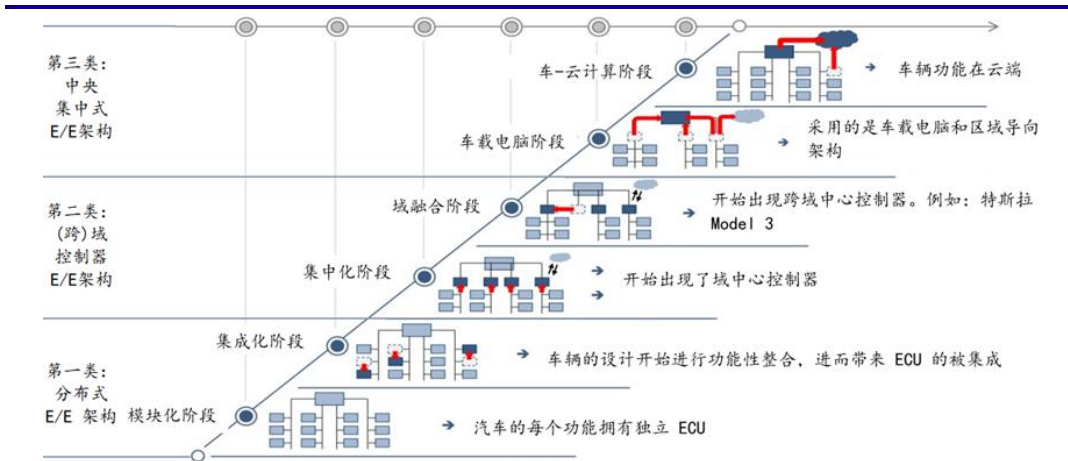 第三类：
中央
集中式
E/E架构
车-云计算阶段
车辆功能在云端
车载电脑阶段
采用的是车载电脑和区域导向
架构
第二类：
(跨)域
控制器
E/E架构
域融合阶段
开始出现跨域中心控制器。例如：特斯拉
Model 3
集中化阶段
开始出现了域中心控制器
第一类：
分布式
E/E 架构
集成化阶段
车辆的设计开始进行功能性整合，进而带来 ECU 的被集成
模块化阶段
汽车的每个功能拥有独立 ECU